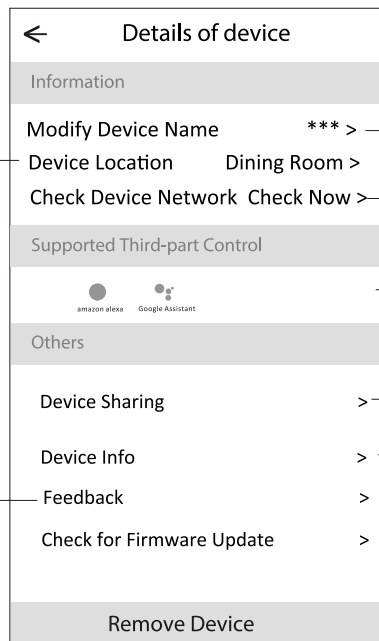 ← Details of device
Information
Modify Device Name *** >
Device Location Dining Room >
Check Device Network Check Now >
Supported Third-part Control
amazon alexa Google Assistant
Others
Device Sharing >
Device Info >
Feedback >
Check for Firmware Update >
Remove Device